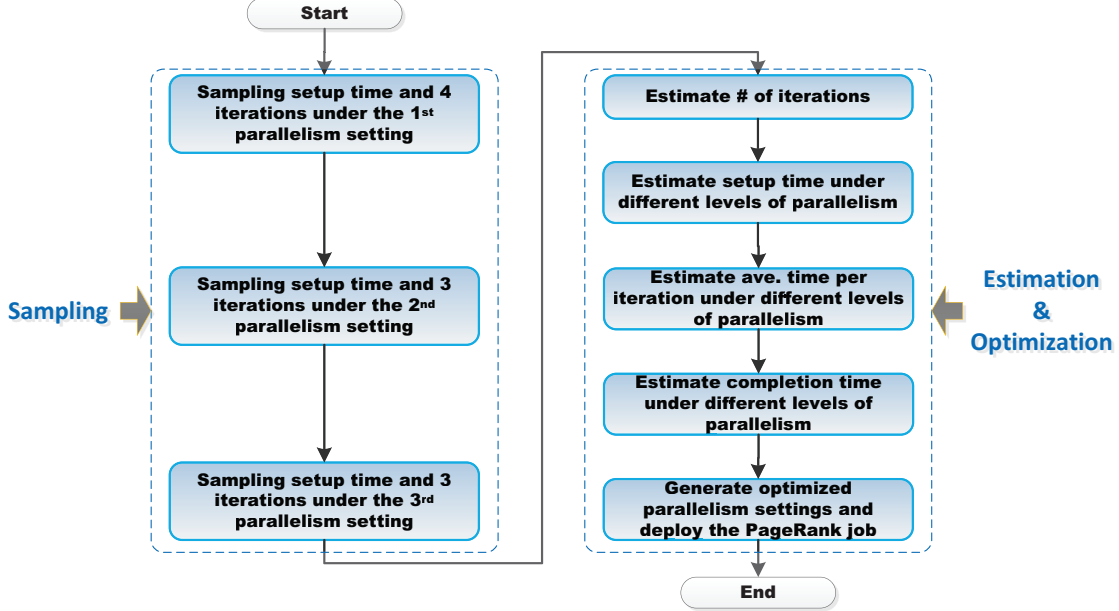 Start
Sampling setup time and 4
iterations under the 1st
parallelism setting
Sampling setup time and 3
iterations under the 2nd
parallelism setting
Sampling setup time and 3
iterations under the 3rd
parallelism setting
Sampling
Estimate # of iterations
Estimate setup time under
different levels of parallelism
Estimate ave. time per
iteration under different levels
of parallelism
Estimate completion time
under different levels of
parallelism
Generate optimized
parallelism settings and
deploy the PageRank job
End
Estimation
&
Optimization